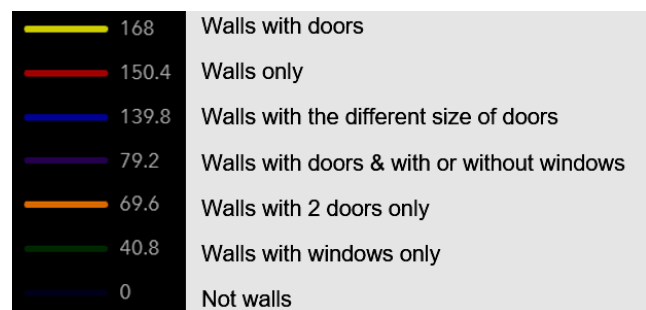 168 Walls with doors
150.4 Walls only
139.8 Walls with the different size of doors
79.2 Walls with doors & with or without windows
69.6 Walls with 2 doors only
40.8 Walls with windows only
0 Not walls